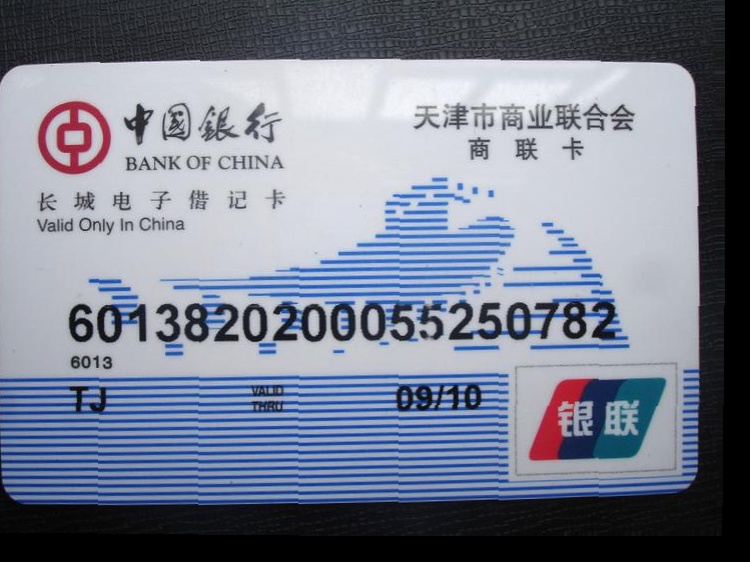 中国银行
BANK OF CHINA
天津市商业联合会
商联卡
长城电子借记卡
Valid Only In China
6013820200055250782
6013
TJ
VALID THRU
09/10
银联